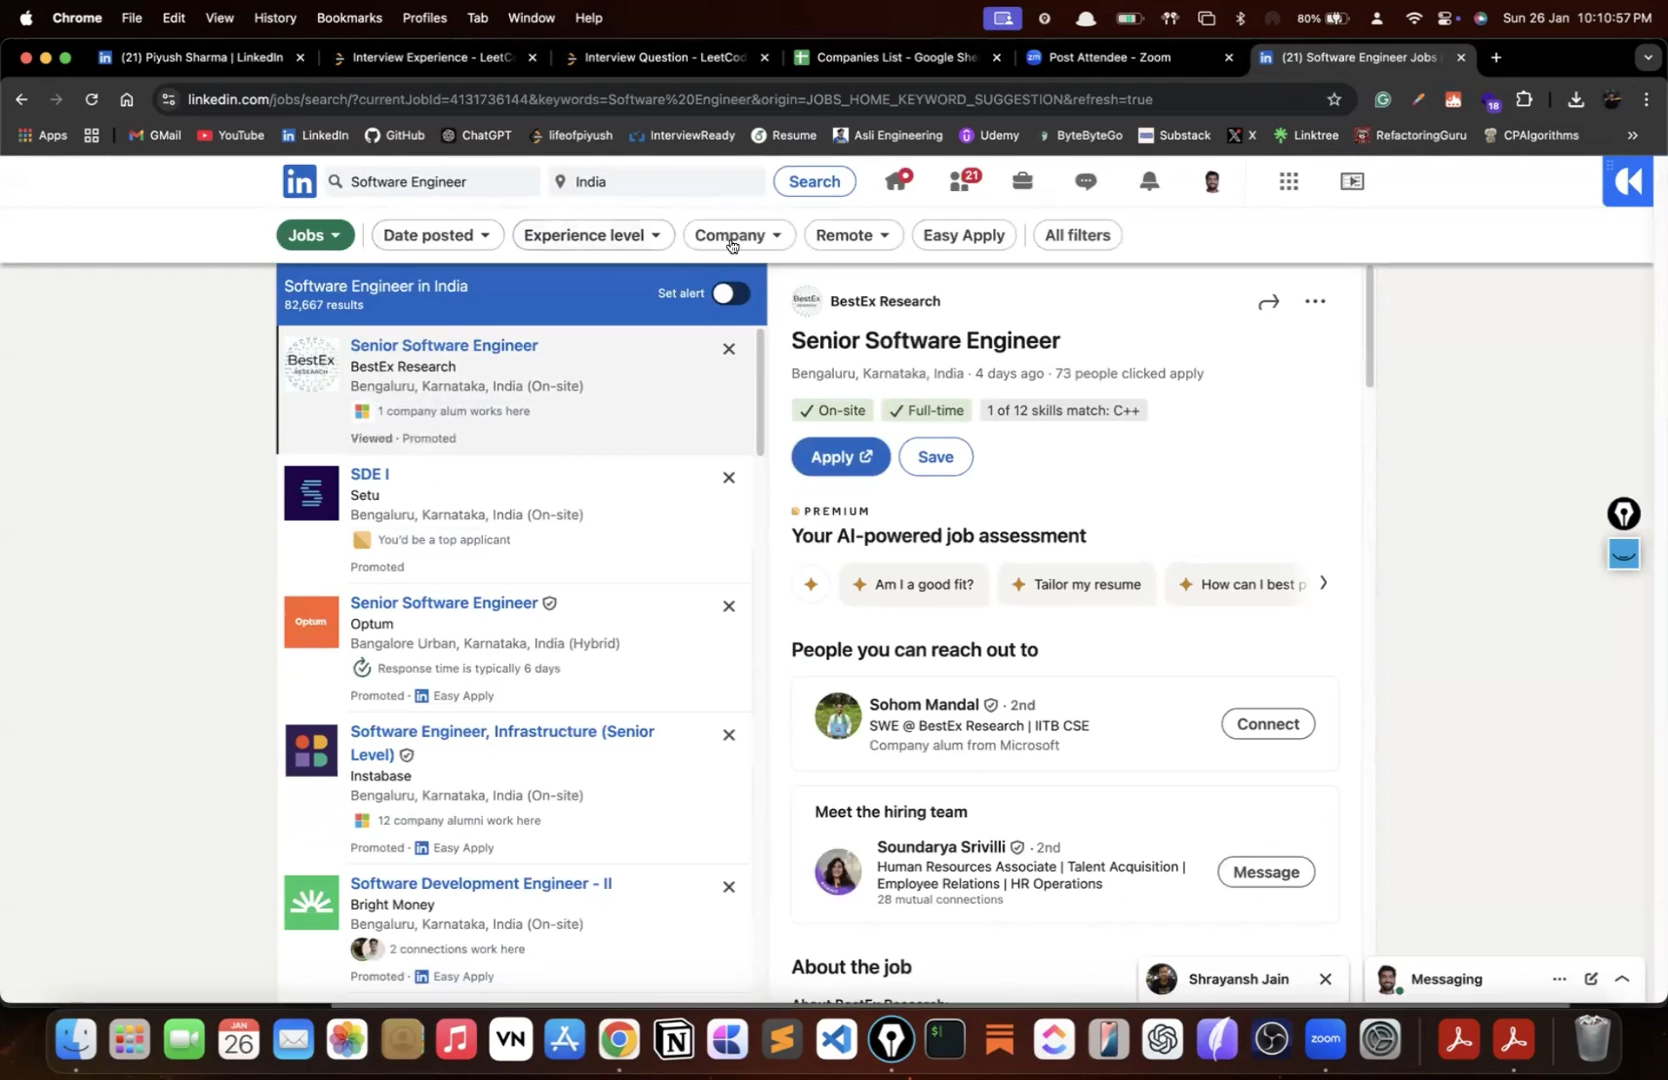 Chrome File Edit View History Bookmarks Profiles Tab Window Help 80% Sun 26 Jan 10:10:57 PM
(21) Piyush Sharma | LinkedIn Interview Experience - LeetC Interview Question - LeetCod Companies List - Google She Post Attendee - Zoom (21) Software Engineer Jobs
linkedin.com/jobs/search/?currentJobId=4131736144&keywords=Software%20Engineer&origin=JOBS_HOME_KEYWORD_SUGGESTION&refresh=true 18
Apps GMail YouTube LinkedIn GitHub ChatGPT lifeofpiyush InterviewReady Resume Asli Engineering Udemy ByteByteGo Substack X Linktree RefactoringGuru CPAlgorithms
in Software Engineer India Search 21
Jobs Date posted Experience level Company Remote Easy Apply All filters
Software Engineer in India
82,667 results
Set alert
BestEx
RESEARCH
Senior Software Engineer
BestEx Research
Bengaluru, Karnataka, India (On-site)
1 company alum works here
Viewed · Promoted
SDE I
Setu
Bengaluru, Karnataka, India (On-site)
You'd be a top applicant
Promoted
Optum
Senior Software Engineer
Optum
Bangalore Urban, Karnataka, India (Hybrid)
Response time is typically 6 days
Promoted · Easy Apply
Software Engineer, Infrastructure (Senior
Level)
Instabase
Bengaluru, Karnataka, India (On-site)
12 company alumni work here
Promoted · Easy Apply
Software Development Engineer - II
Bright Money
Bengaluru, Karnataka, India (On-site)
2 connections work here
Promoted · Easy Apply
BestEx Research
Senior Software Engineer
Bengaluru, Karnataka, India · 4 days ago · 73 people clicked apply
On-site Full-time 1 of 12 skills match: C++
Apply Save
PREMIUM
Your AI-powered job assessment
Am I a good fit? Tailor my resume How can I best p
People you can reach out to
Sohom Mandal · 2nd
SWE @ BestEx Research | IITB CSE
Company alum from Microsoft
Connect
Meet the hiring team
Soundarya Srivilli · 2nd
Human Resources Associate | Talent Acquisition |
Employee Relations | HR Operations
28 mutual connections
Message
About the job
About BestEx Research:
Shrayansh Jain
Messaging
JAN
26
VN
zoom